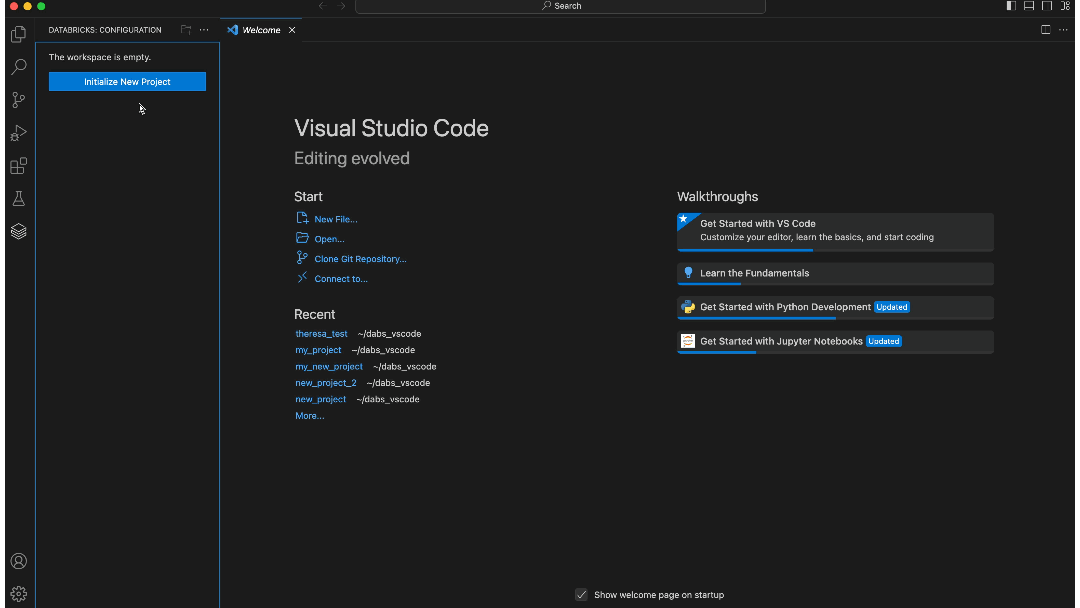 Search
DATABRICKS: CONFIGURATION
Welcome
The workspace is empty.
Initialize New Project
Visual Studio Code
Editing evolved
Start
New File...
Open...
Clone Git Repository...
Connect to...
Recent
theresa_test ~/dabs_vscode
my_project ~/dabs_vscode
my_new_project ~/dabs_vscode
new_project_2 ~/dabs_vscode
new_project ~/dabs_vscode
More...
Walkthroughs
Get Started with VS Code
Customize your editor, learn the basics, and start coding
Learn the Fundamentals
Get Started with Python Development Updated
Get Started with Jupyter Notebooks Updated
Show welcome page on startup